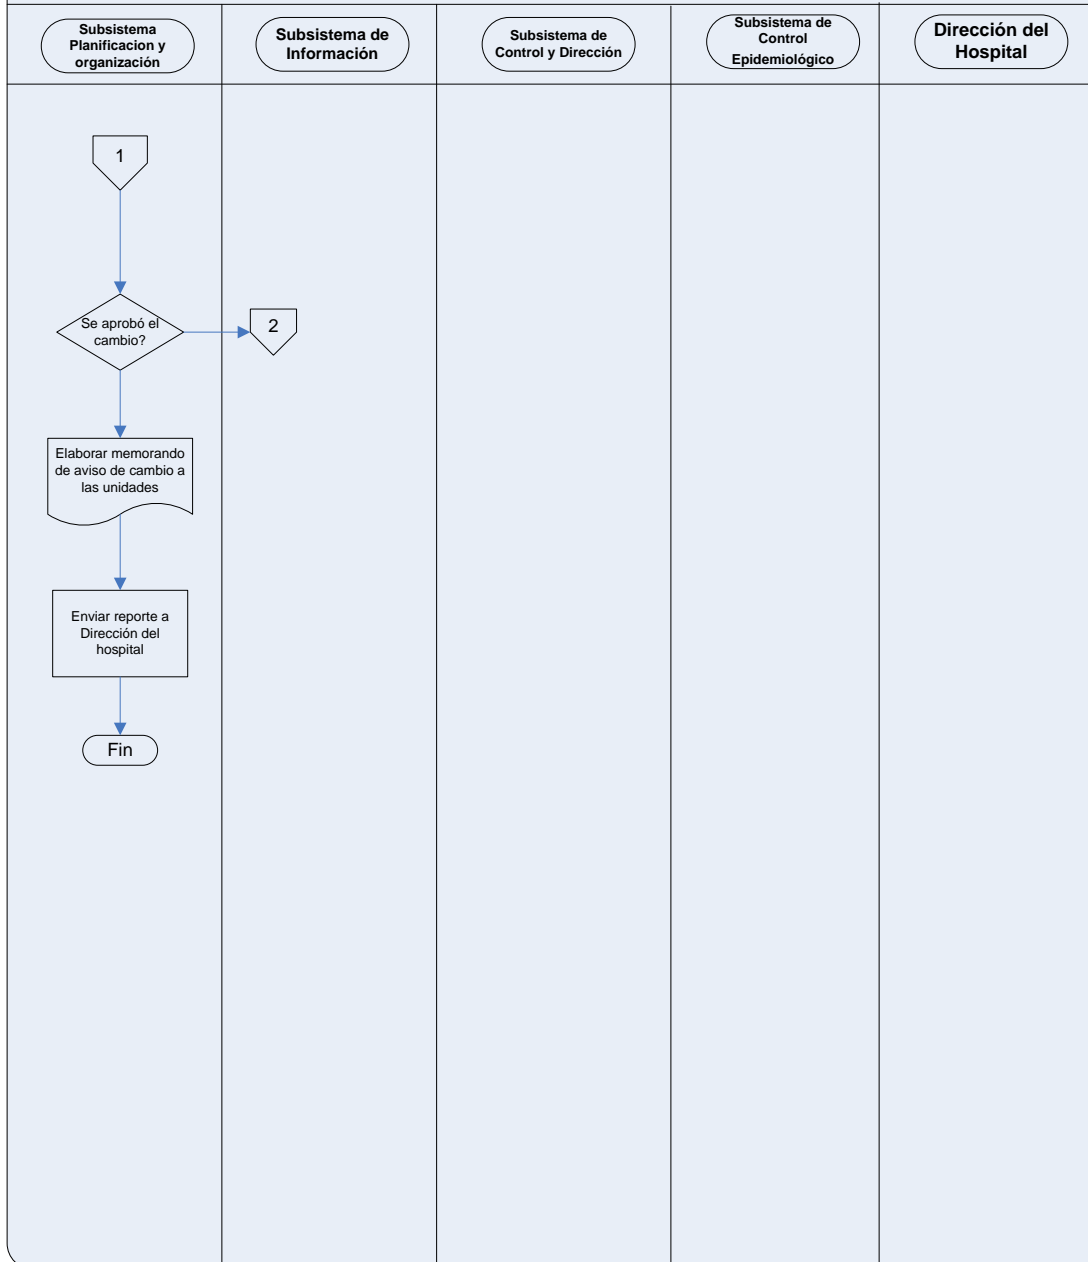 Subsistema
Planificacion y
organización
Subsistema de
Información
Subsistema de
Control y Dirección
Subsistema de
Control
Epidemiológico
Dirección del
Hospital
1
Se aprobó el
cambio?
2
Elaborar memorando
de aviso de cambio a
las unidades
Enviar reporte a
Dirección del
hospital
Fin